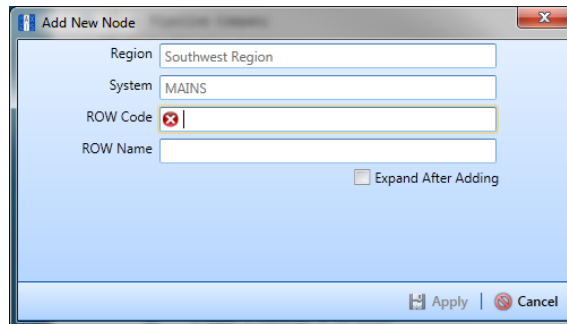 Add New Node
Region Southwest Region
System MAINS
ROW Code
ROW Name
Expand After Adding
Apply Cancel